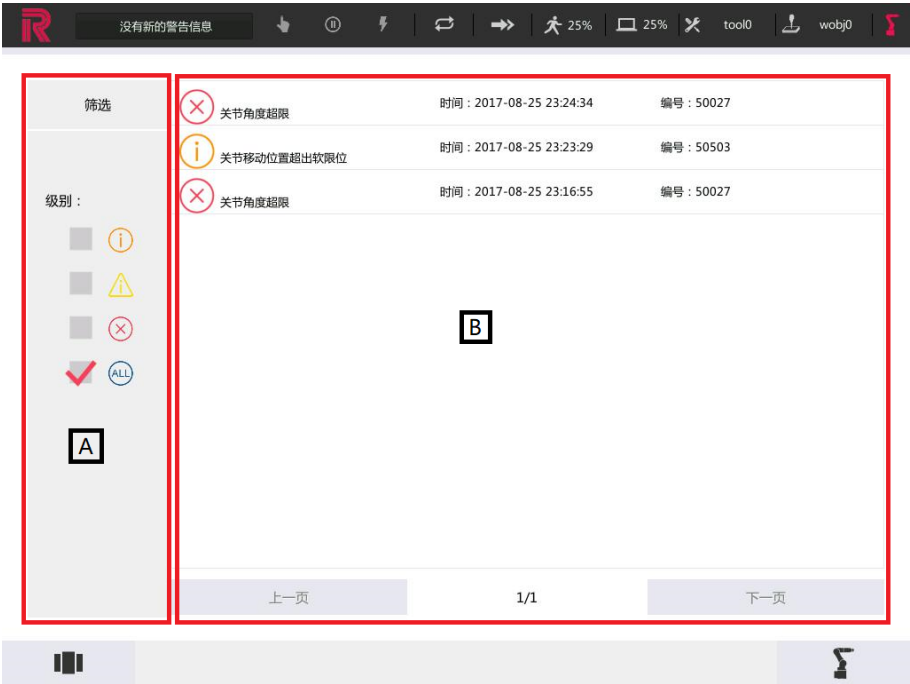 没有新的警告信息
25%
25%
tool0
wobj0
筛选
级别：
ALL
A
关节角度超限 时间：2017-08-25 23:24:34 编号：50027
关节移动位置超出软限位 时间：2017-08-25 23:23:29 编号：50503
关节角度超限 时间：2017-08-25 23:16:55 编号：50027
B
上一页 1/1 下一页